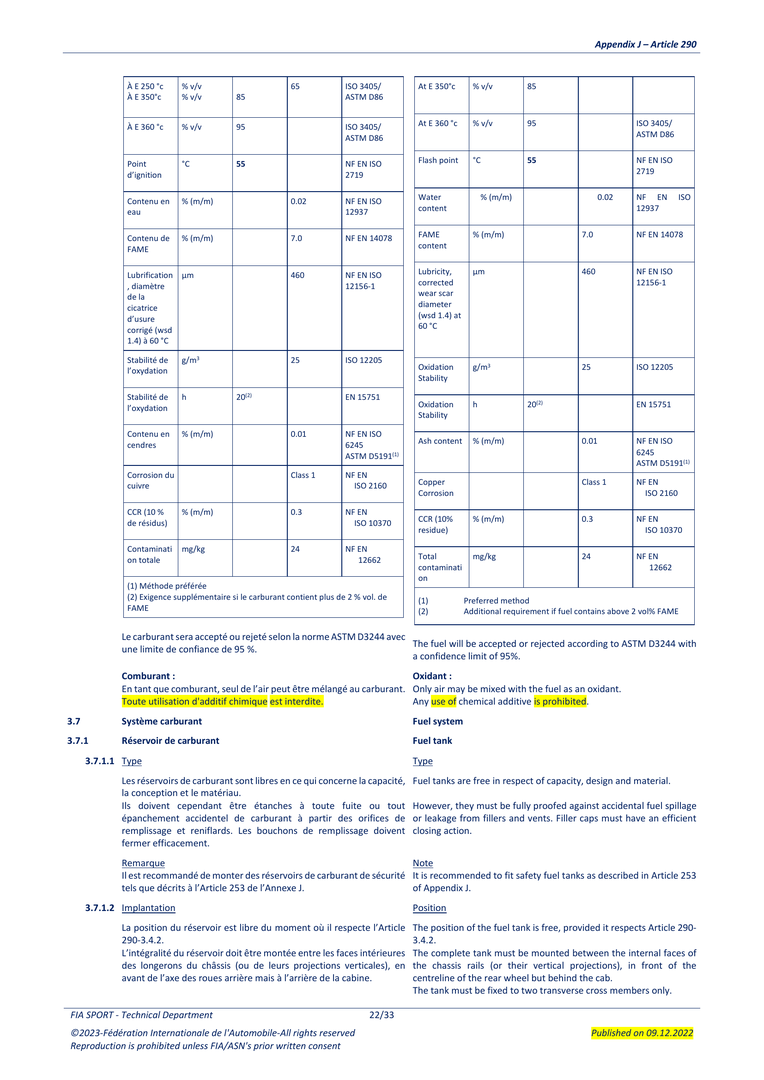 Appendix J – Article 290
À E 250 °c % v/v 65 ISO 3405/
À E 350°c % v/v 85 ASTM D86
À E 360 °c % v/v 95 ISO 3405/
ASTM D86
Point °C 55 NF EN ISO
d’ignition 2719
Contenu en % (m/m) 0.02 NF EN ISO
eau 12937
Contenu de % (m/m) 7.0 NF EN 14078
FAME
Lubrification µm 460 NF EN ISO
, diamètre 12156-1
de la
cicatrice
d’usure
corrigé (wsd
1.4) à 60 °C
Stabilité de g/m³ 25 ISO 12205
l’oxydation
Stabilité de h 20(2) EN 15751
l’oxydation
Contenu en % (m/m) 0.01 NF EN ISO
cendres 6245
ASTM D5191(1)
Corrosion du Class 1 NF EN
cuivre ISO 2160
CCR (10 % % (m/m) 0.3 NF EN
de résidus) ISO 10370
Contaminati mg/kg 24 NF EN
on totale 12662
(1) Méthode préférée
(2) Exigence supplémentaire si le carburant contient plus de 2 % vol. de
FAME
At E 350°c % v/v 85
At E 360 °c % v/v 95 ISO 3405/
ASTM D86
Flash point °C 55 NF EN ISO
2719
Water % (m/m) 0.02 NF EN ISO
content 12937
FAME % (m/m) 7.0 NF EN 14078
content
Lubricity, µm 460 NF EN ISO
corrected 12156-1
wear scar
diameter
(wsd 1.4) at
60 °C
Oxidation g/m³ 25 ISO 12205
Stability
Oxidation h 20(2) EN 15751
Stability
Ash content % (m/m) 0.01 NF EN ISO
6245
ASTM D5191(1)
Copper Class 1 NF EN
Corrosion ISO 2160
CCR (10% % (m/m) 0.3 NF EN
residue) ISO 10370
Total mg/kg 24 NF EN
contaminati 12662
on
(1) Preferred method
(2) Additional requirement if fuel contains above 2 vol% FAME
Le carburant sera accepté ou rejeté selon la norme ASTM D3244 avec
une limite de confiance de 95 %.
The fuel will be accepted or rejected according to ASTM D3244 with
a confidence limit of 95%.
Comburant :
En tant que comburant, seul de l’air peut être mélangé au carburant.
Toute utilisation d'additif chimique est interdite.
Oxidant :
Only air may be mixed with the fuel as an oxidant.
Any use of chemical additive is prohibited.
3.7 Système carburant Fuel system
3.7.1 Réservoir de carburant Fuel tank
3.7.1.1 Type Type
Les réservoirs de carburant sont libres en ce qui concerne la capacité,
la conception et le matériau.
Ils doivent cependant être étanches à toute fuite ou tout
épanchement accidentel de carburant à partir des orifices de
remplissage et reniflards. Les bouchons de remplissage doivent
fermer efficacement.
Fuel tanks are free in respect of capacity, design and material.
However, they must be fully proofed against accidental fuel spillage
or leakage from fillers and vents. Filler caps must have an efficient
closing action.
Remarque
Il est recommandé de monter des réservoirs de carburant de sécurité
tels que décrits à l’Article 253 de l’Annexe J.
Note
It is recommended to fit safety fuel tanks as described in Article 253
of Appendix J.
3.7.1.2 Implantation Position
La position du réservoir est libre du moment où il respecte l’Article
290-3.4.2.
L’intégralité du réservoir doit être montée entre les faces intérieures
des longerons du châssis (ou de leurs projections verticales), en
avant de l’axe des roues arrière mais à l’arrière de la cabine.
The position of the fuel tank is free, provided it respects Article 290-
3.4.2.
The complete tank must be mounted between the internal faces of
the chassis rails (or their vertical projections), in front of the
centreline of the rear wheel but behind the cab.
The tank must be fixed to two transverse cross members only.
FIA SPORT - Technical Department 22/33
©2023-Fédération Internationale de l'Automobile-All rights reserved Published on 09.12.2022
Reproduction is prohibited unless FIA/ASN's prior written consent